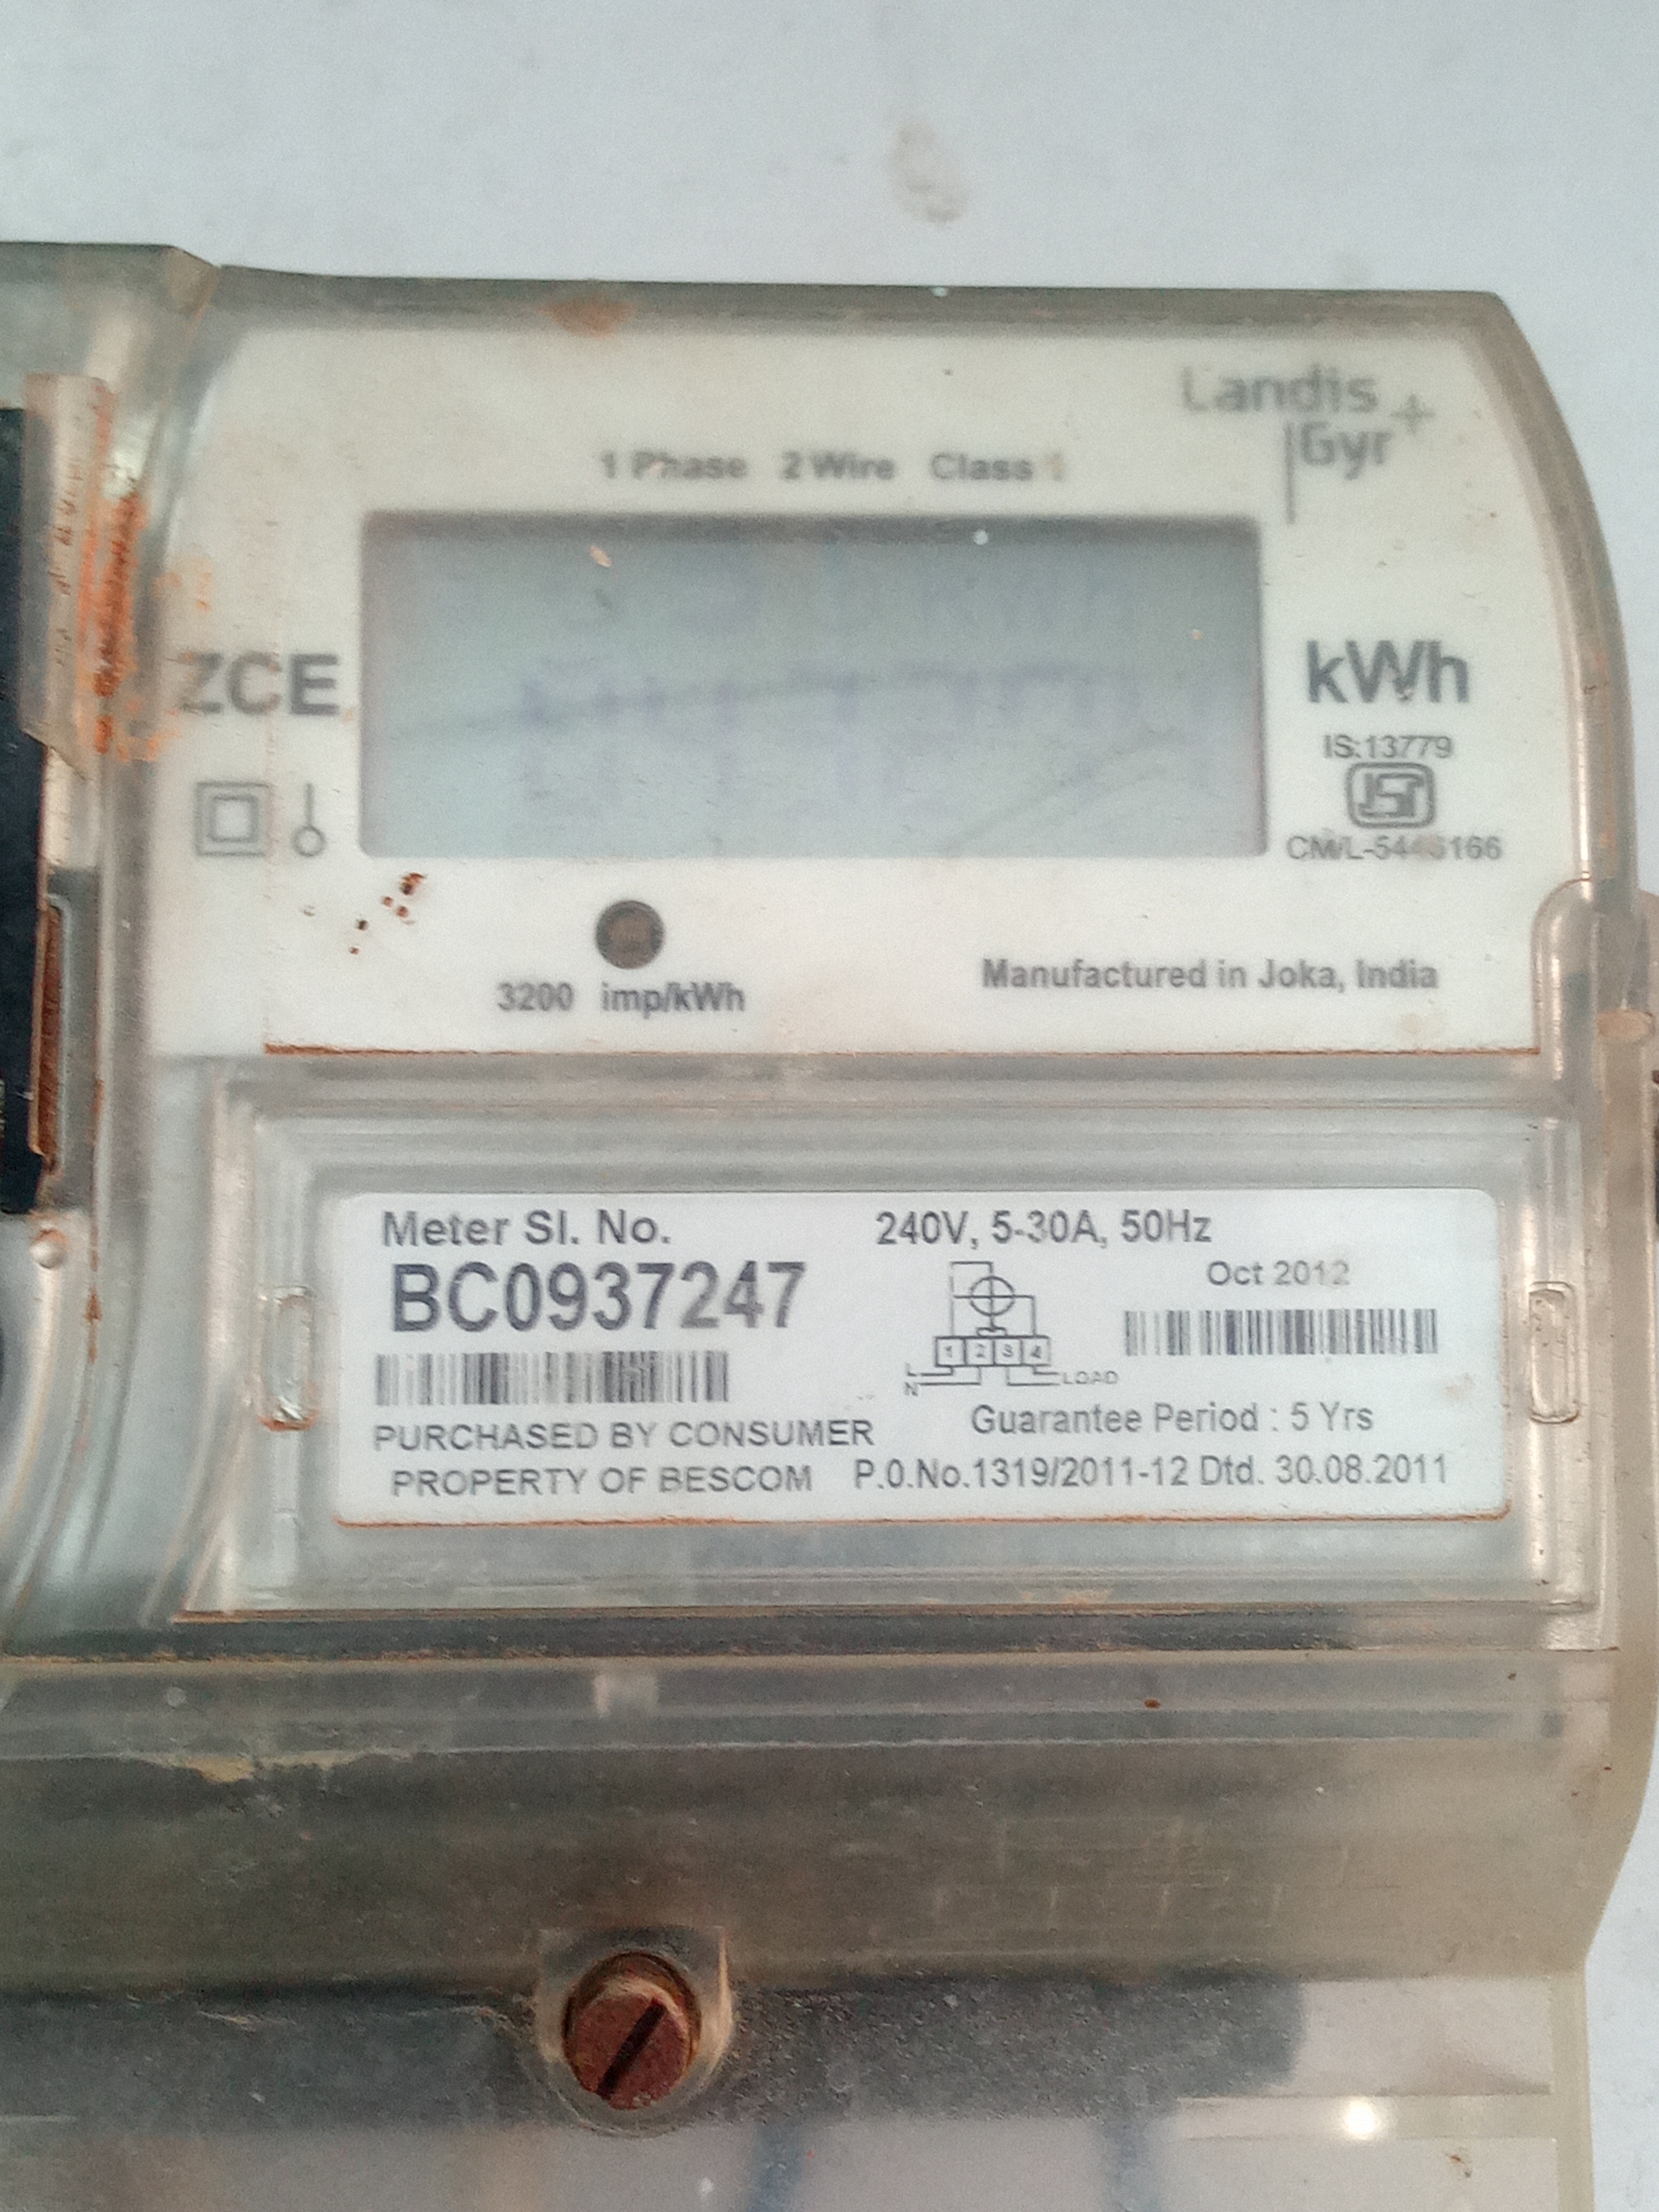 Landis
Gyr+
1 Phase 2 Wire Class 1
ZCE
kWh
IS:13779
ISI
3200 imp/kWh
Manufactured in Joka, India
Meter Sl. No.
BC0937247
240V, 5-30A, 50Hz
Oct 2012
1 2 3 4
L
N
LOAD
PURCHASED BY CONSUMER
Guarantee Period : 5 Yrs
PROPERTY OF BESCOM
P.O.No.1319/2011-12 Dtd. 30.08.2011